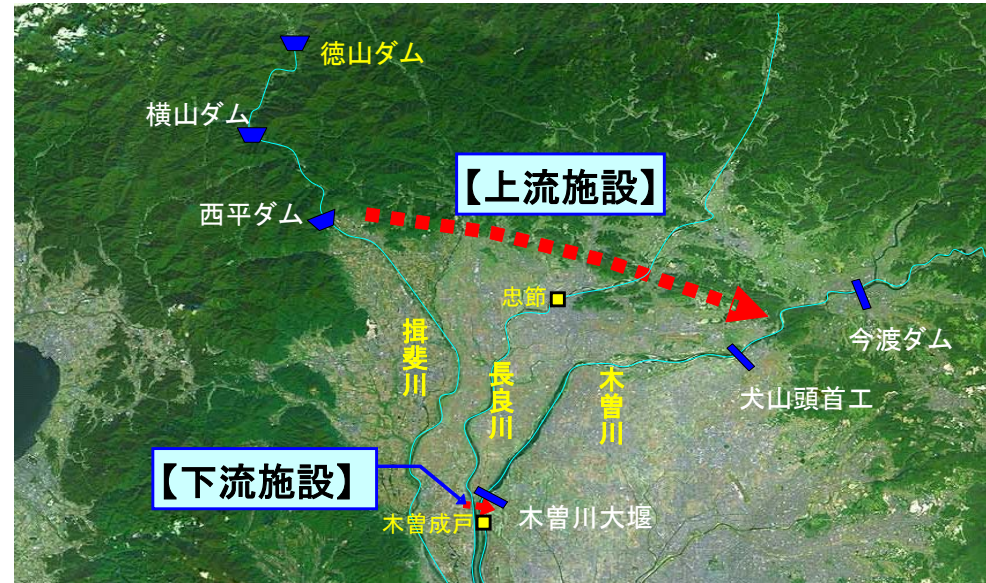 徳山ダム
横山ダム
【上流施設】
西平ダム
忠節
今渡ダム
揖斐川
長良川
木曽川
犬山頭首工
【下流施設】
木曽成戸
木曽川大堰